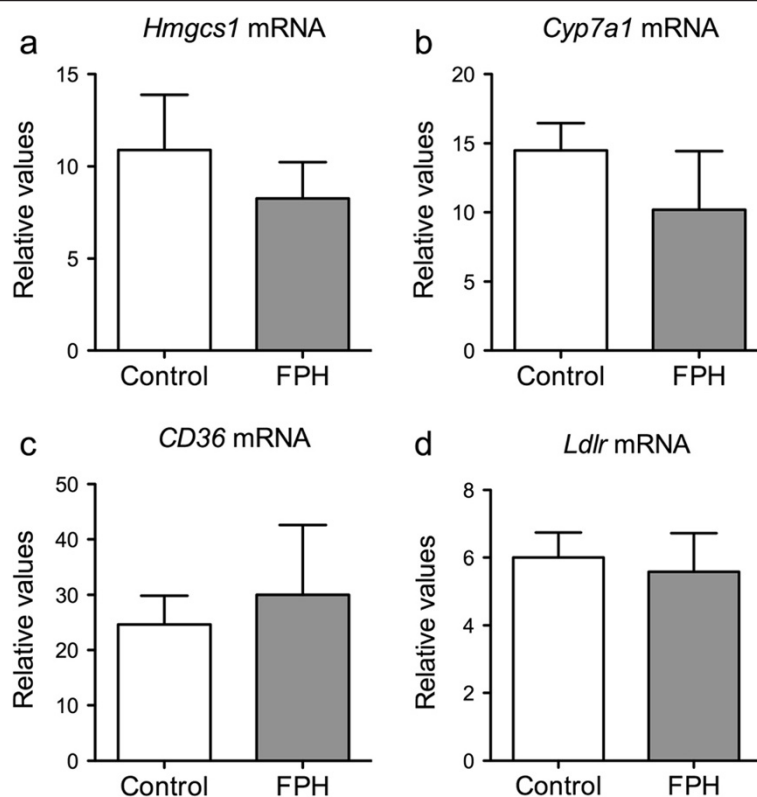 a
Hmgcs1 mRNA
Relative values
15
10
5
0
Control
FPH
b
Cyp7a1 mRNA
Relative values
20
15
10
5
0
Control
FPH
c
CD36 mRNA
Relative values
50
40
30
20
10
0
Control
FPH
d
Ldlr mRNA
Relative values
8
6
4
2
0
Control
FPH